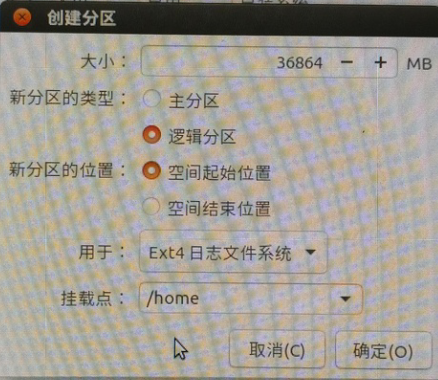 创建分区
大小： 36864 − + MB
新分区的类型： 主分区
逻辑分区
新分区的位置： 空间起始位置
空间结束位置
用于： Ext4 日志文件系统
挂载点： /home
取消(C) 确定(O)